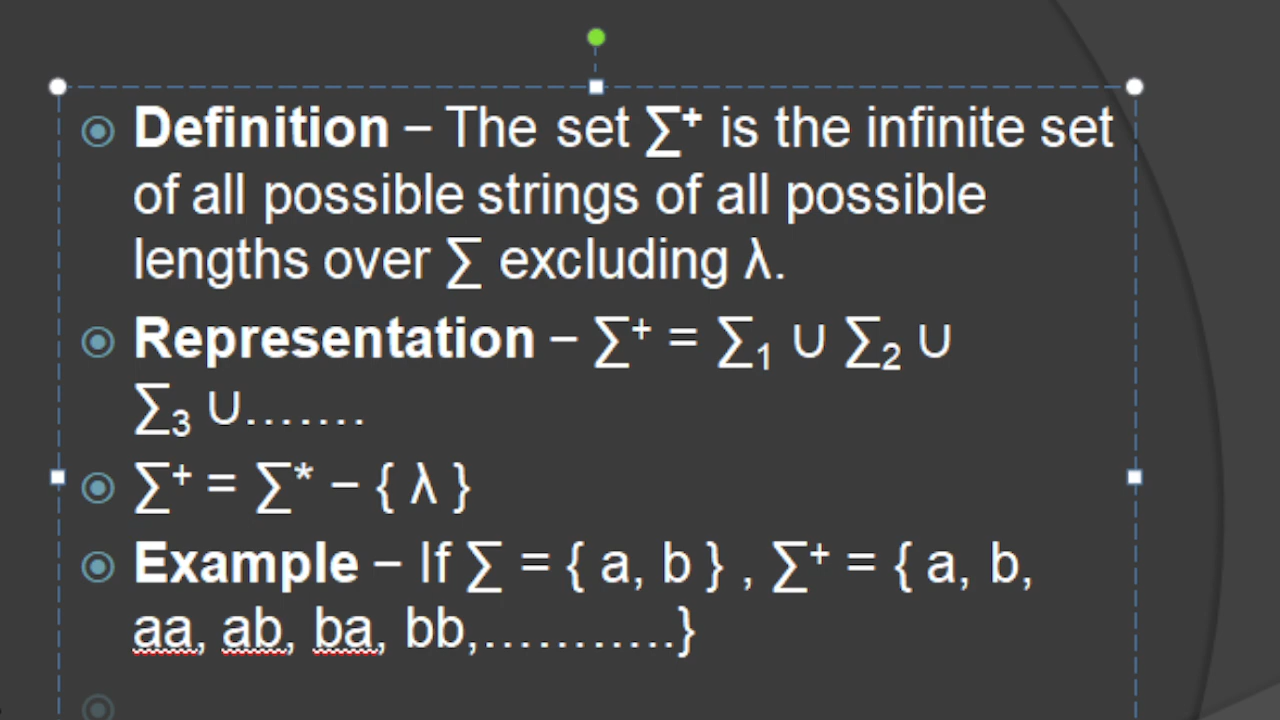 Definition – The set ∑⁺ is the infinite set
of all possible strings of all possible
lengths over ∑ excluding λ.
Representation – ∑⁺ = ∑₁ ∪ ∑₂ ∪
∑₃ ∪.......
∑⁺ = ∑* – { λ }
Example – If ∑ = { a, b } , ∑⁺ = { a, b,
aa, ab, ba, bb,...........}